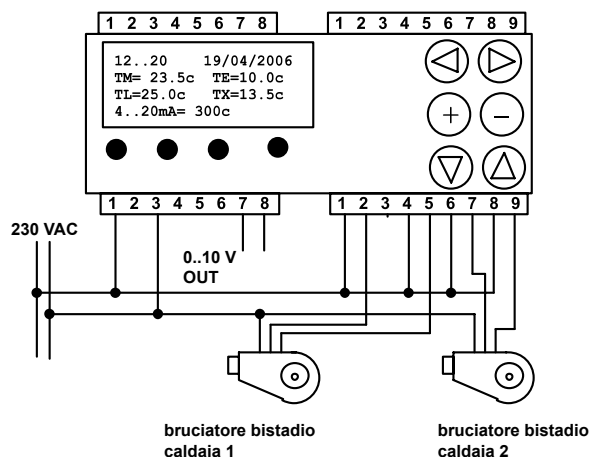 1 2 3 4 5 6 7 8
1 2 3 4 5 6 7 8 9
12..20 19/04/2006
TM= 23.5c TE=10.0c
TL=25.0c TX=13.5c
4..20mA= 300c
+ −
1 2 3 4 5 6 7 8
1 2 3 4 5 6 7 8 9
230 VAC
0..10 V
OUT
bruciatore bistadio
caldaia 1
bruciatore bistadio
caldaia 2